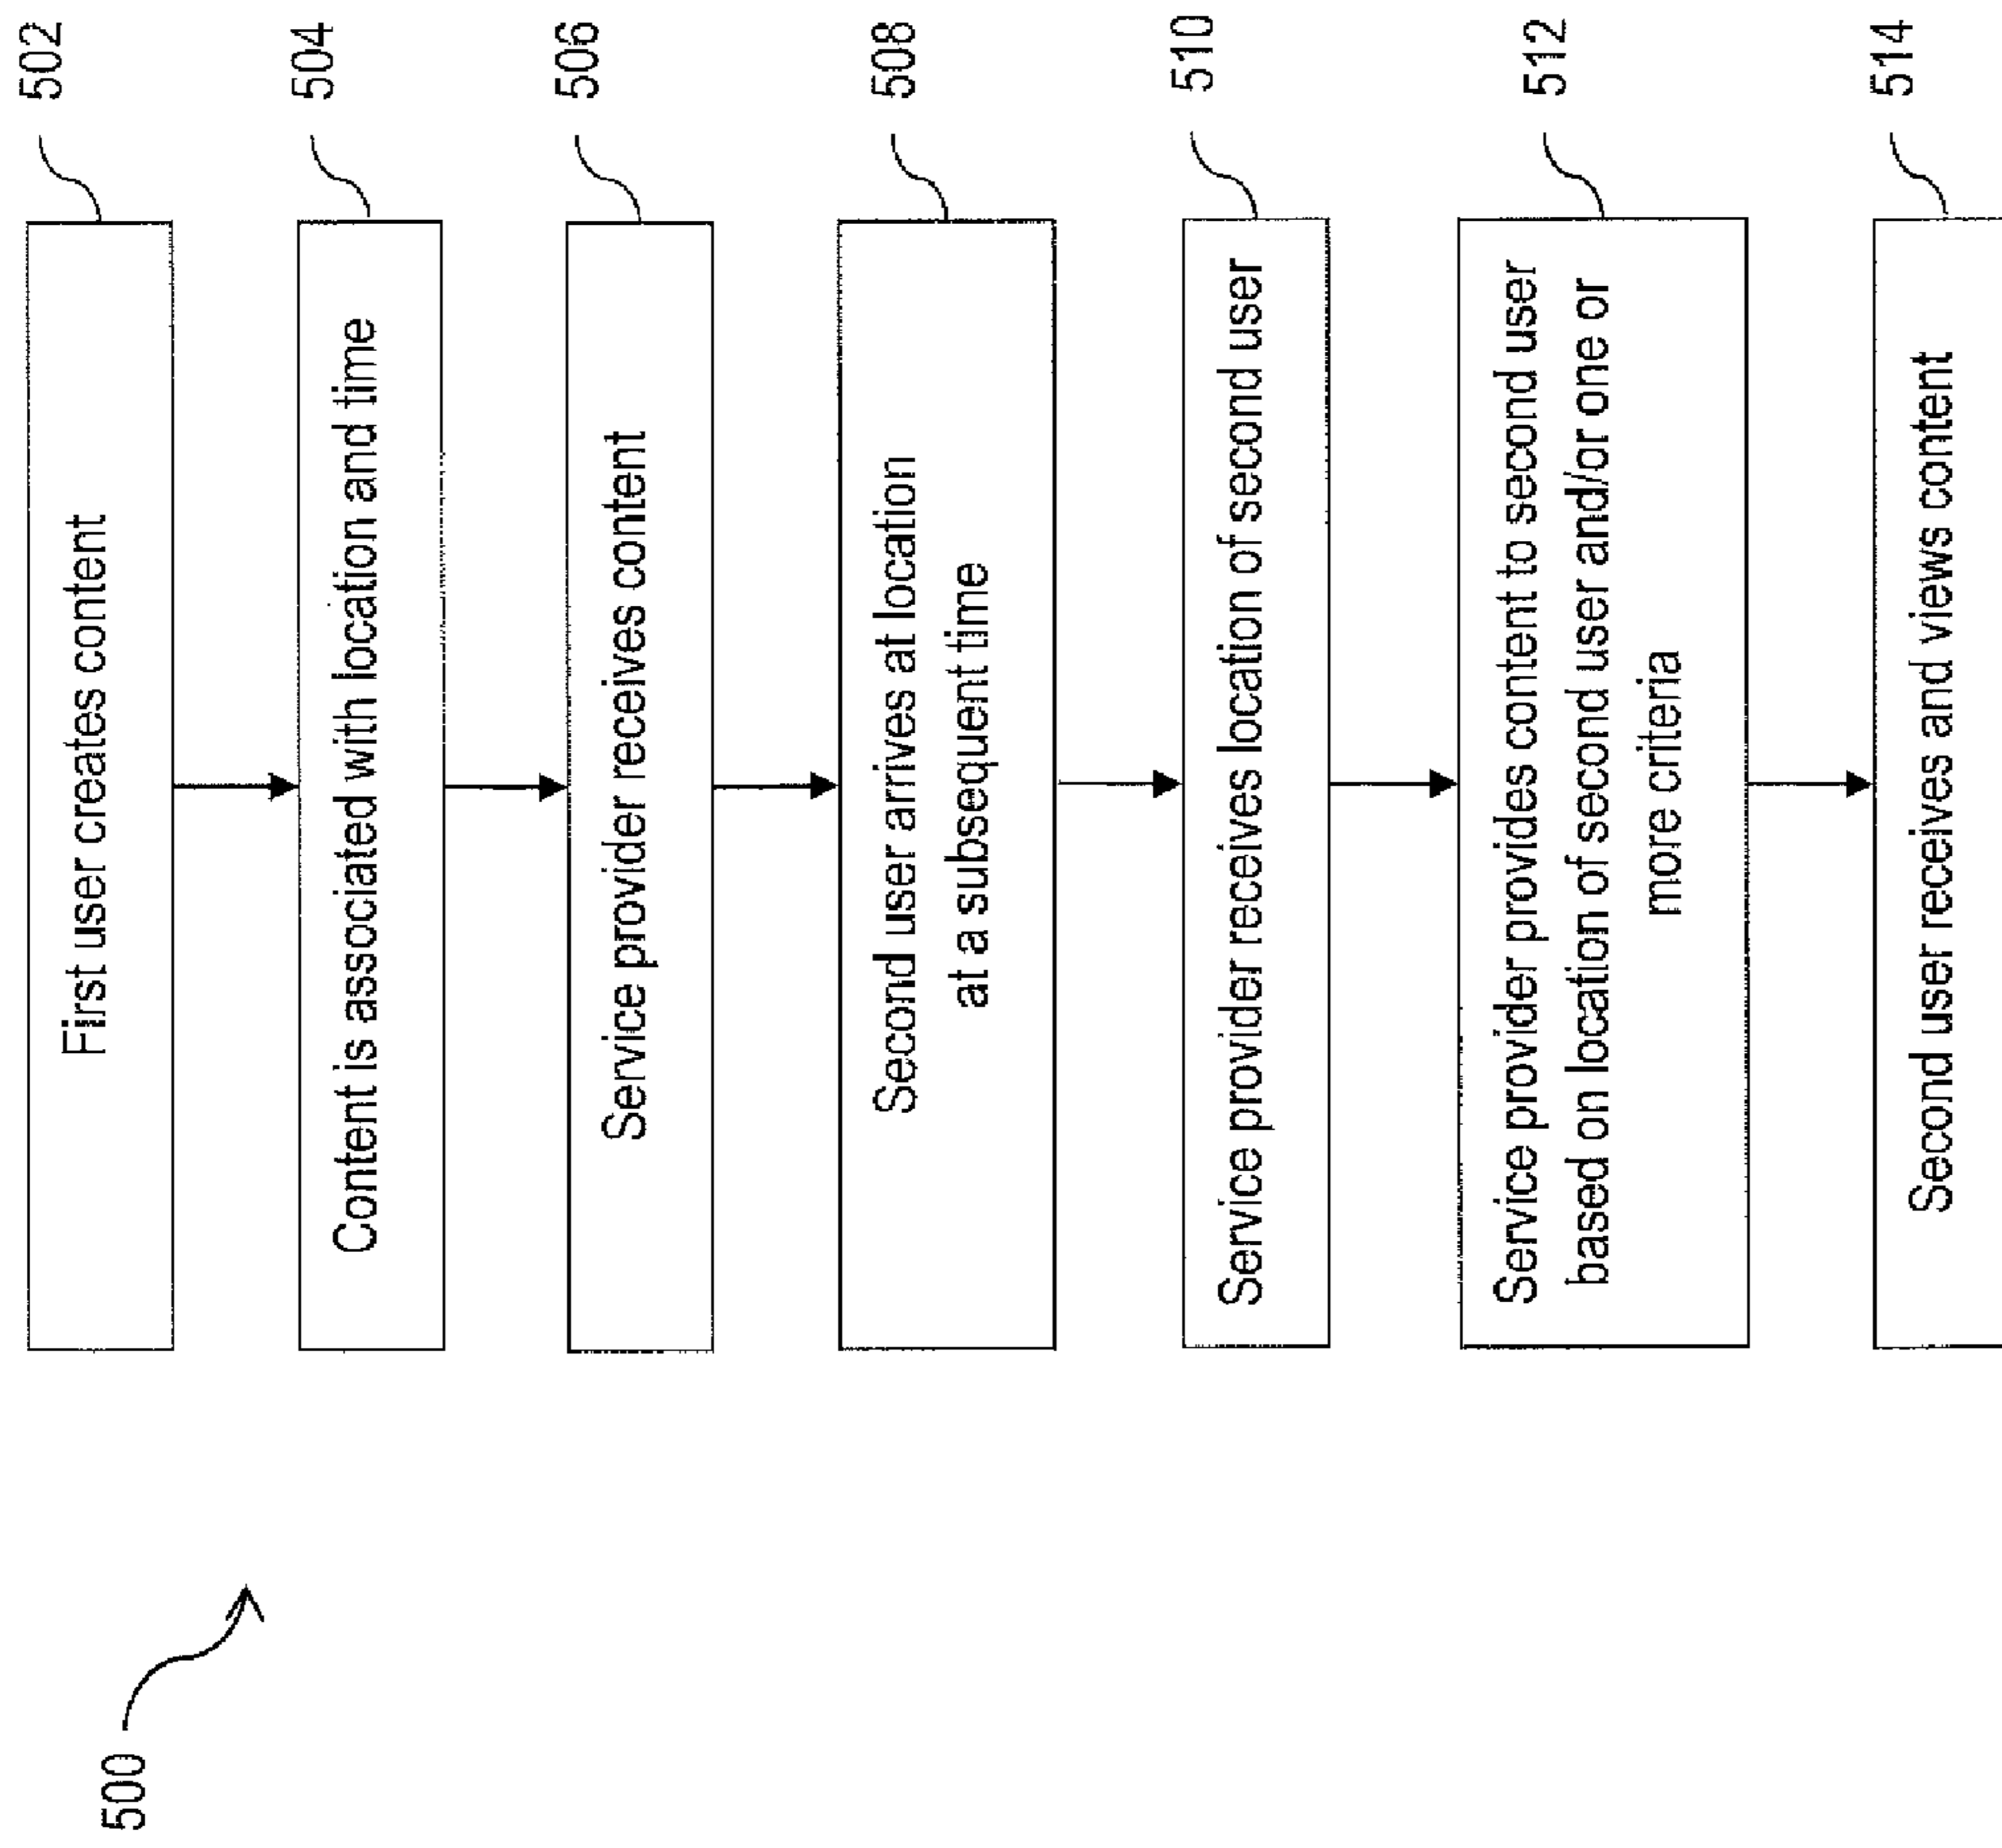 500
First user creates content
502
Content is associated with location and time
504
Service provider receives content
506
Second user arrives at location
at a subsequent time
508
Service provider receives location of second user
510
Service provider provides content to second user
based on location of second user and/or one or
more criteria
512
Second user receives and views content
514